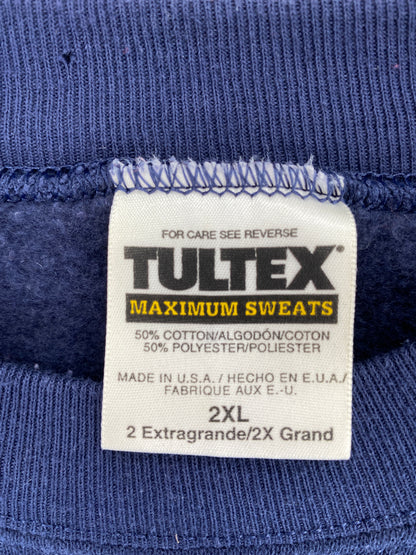 FOR CARE SEE REVERSE
TULTEX®
MAXIMUM SWEATS
50% COTTON/ALGODÓN/COTON
50% POLYESTER/POLIESTER
MADE IN U.S.A. / HECHO EN E.U.A./
FABRIQUE AUX E.-U.
2XL
2 Extragrande/2X Grand